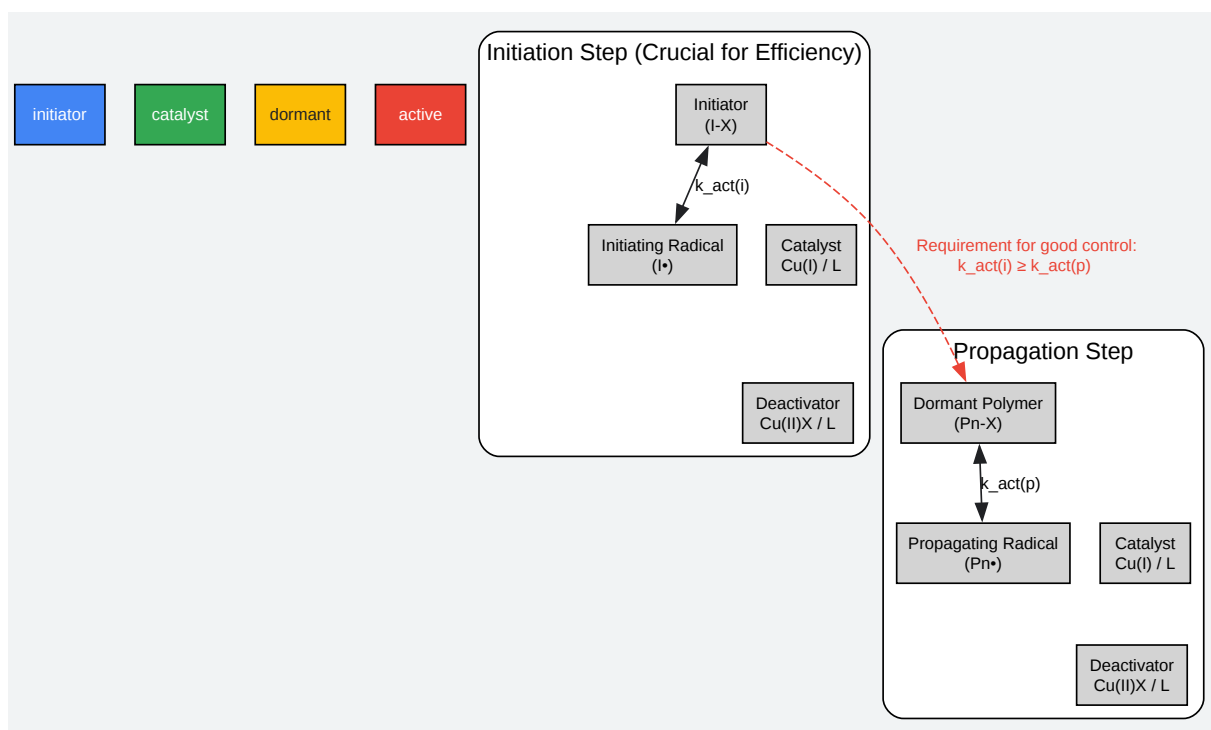 Initiation Step (Crucial for Efficiency)
initiator
catalyst
dormant
active
Initiator
(I-X)
k_act(i)
Initiating Radical
(I•)
Catalyst
Cu(I) / L
Requirement for good control:
k_act(i) ≥ k_act(p)
Deactivator
Cu(II)X / L
Propagation Step
Dormant Polymer
(Pn-X)
k_act(p)
Propagating Radical
(Pn•)
Catalyst
Cu(I) / L
Deactivator
Cu(II)X / L